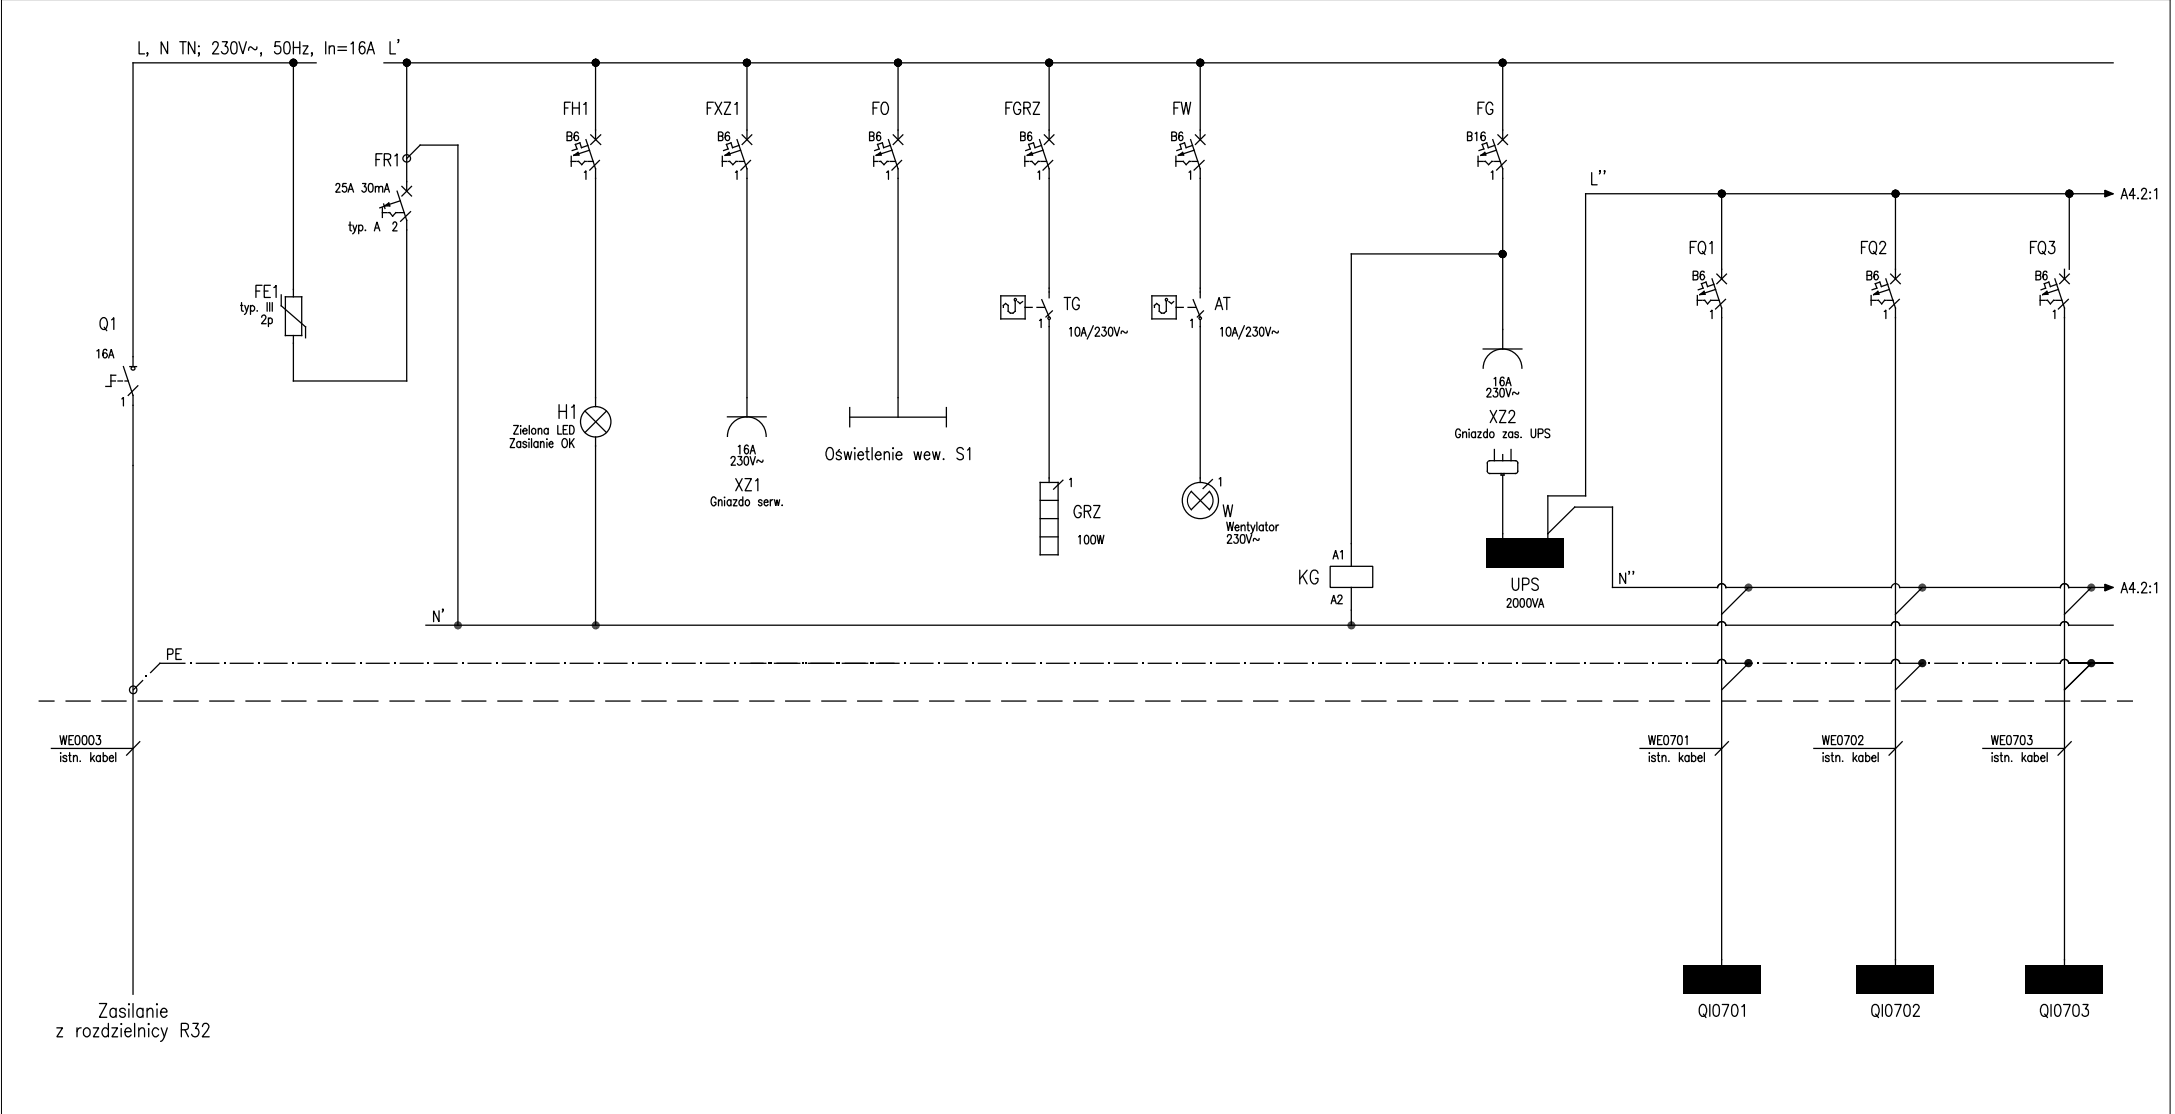 L, N TN; 230V~, 50Hz, In=16A L'
FH1
FXZ1
FO
FGRZ
FW
FG
B6
B6
B6
B6
B6
B16
1
1
1
1
1
1
FR1
25A 30mA
typ. A 2
L''
A4.2:1
FQ1
FQ2
FQ3
B6
B6
B6
1
1
1
FE1
typ. III
2p
Q1
16A
1
TG
1
10A/230V~
AT
1
10A/230V~
H1
Zielona LED
Zasilanie OK
16A
230V~
XZ1
Gniazdo serw.
Oświetlenie wew. S1
16A
230V~
XZ2
Gniazdo zas. UPS
1
GRZ
100W
1
W
Wentylator
230V~
A1
KG
A2
UPS
2000VA
N''
A4.2:1
N'
PE
WE0003
istn. kabel
WE0701
istn. kabel
WE0702
istn. kabel
WE0703
istn. kabel
Zasilanie
z rozdzielnicy R32
QI0701
QI0702
QI0703